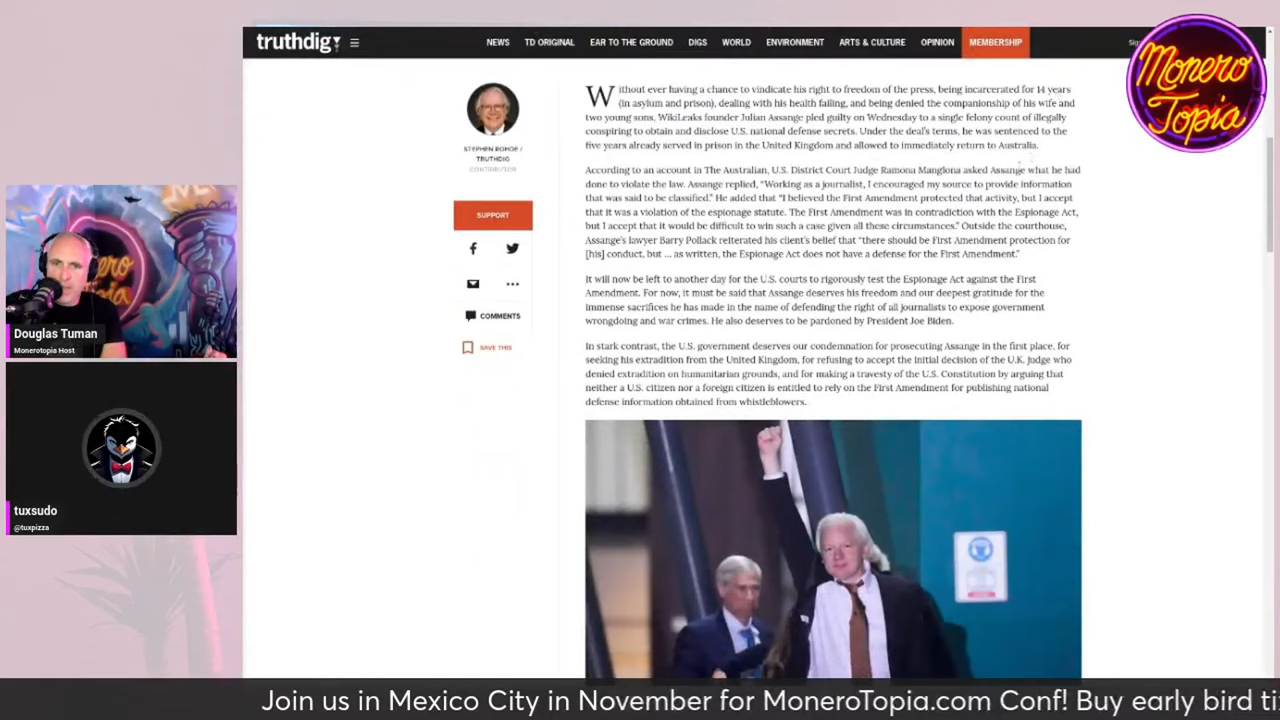 truthdig
NEWS TD ORIGINAL EAR TO THE GROUND DIGS WORLD ENVIRONMENT ARTS & CULTURE OPINION MEMBERSHIP
Monero
Topia
Without ever having a chance to vindicate his right to freedom of the press, being incarcerated for 14 years
(in asylum and prison), dealing with his health failing, and being denied the companionship of his wife and
two young sons, WikiLeaks founder Julian Assange pled guilty on Wednesday to a single felony count of illegally
conspiring to obtain and disclose U.S. national defense secrets. Under the deal's terms, he was sentenced to the
five years already served in prison in the United Kingdom and allowed to immediately return to Australia.
STEPHEN ROHDE /
TRUTHDIG
CONTRIBUTOR
According to an account in The Australian, U.S. District Court Judge Ramona Manglona asked Assange what he had
done to violate the law. Assange replied, "Working as a journalist, I encouraged my source to provide information
that was said to be classified." He added that "I believed the First Amendment protected that activity, but I accept
that it was a violation of the espionage statute. The First Amendment was in contradiction with the Espionage Act,
but I accept that it would be difficult to win such a case given all these circumstances." Outside the courthouse,
Assange's lawyer Barry Pollack reiterated his client's belief that "there should be First Amendment protection for
[his] conduct, but ... as written, the Espionage Act does not have a defense for the First Amendment."
SUPPORT
COMMENTS
SAVE THIS
It will now be left to another day for the U.S. courts to rigorously test the Espionage Act against the First
Amendment. For now, it must be said that Assange deserves his freedom and our deepest gratitude for the
immense sacrifices he has made in the name of defending the right of all journalists to expose government
wrongdoing and war crimes. He also deserves to be pardoned by President Joe Biden.
In stark contrast, the U.S. government deserves our condemnation for prosecuting Assange in the first place, for
seeking his extradition from the United Kingdom, for refusing to accept the initial decision of the U.K. judge who
denied extradition on humanitarian grounds, and for making a travesty of the U.S. Constitution by arguing that
neither a U.S. citizen nor a foreign citizen is entitled to rely on the First Amendment for publishing national
defense information obtained from whistleblowers.
Douglas Tuman
Monerotopia Host
tuxsudo
@tuxpizza
Join us in Mexico City in November for MoneroTopia.com Conf! Buy early bird